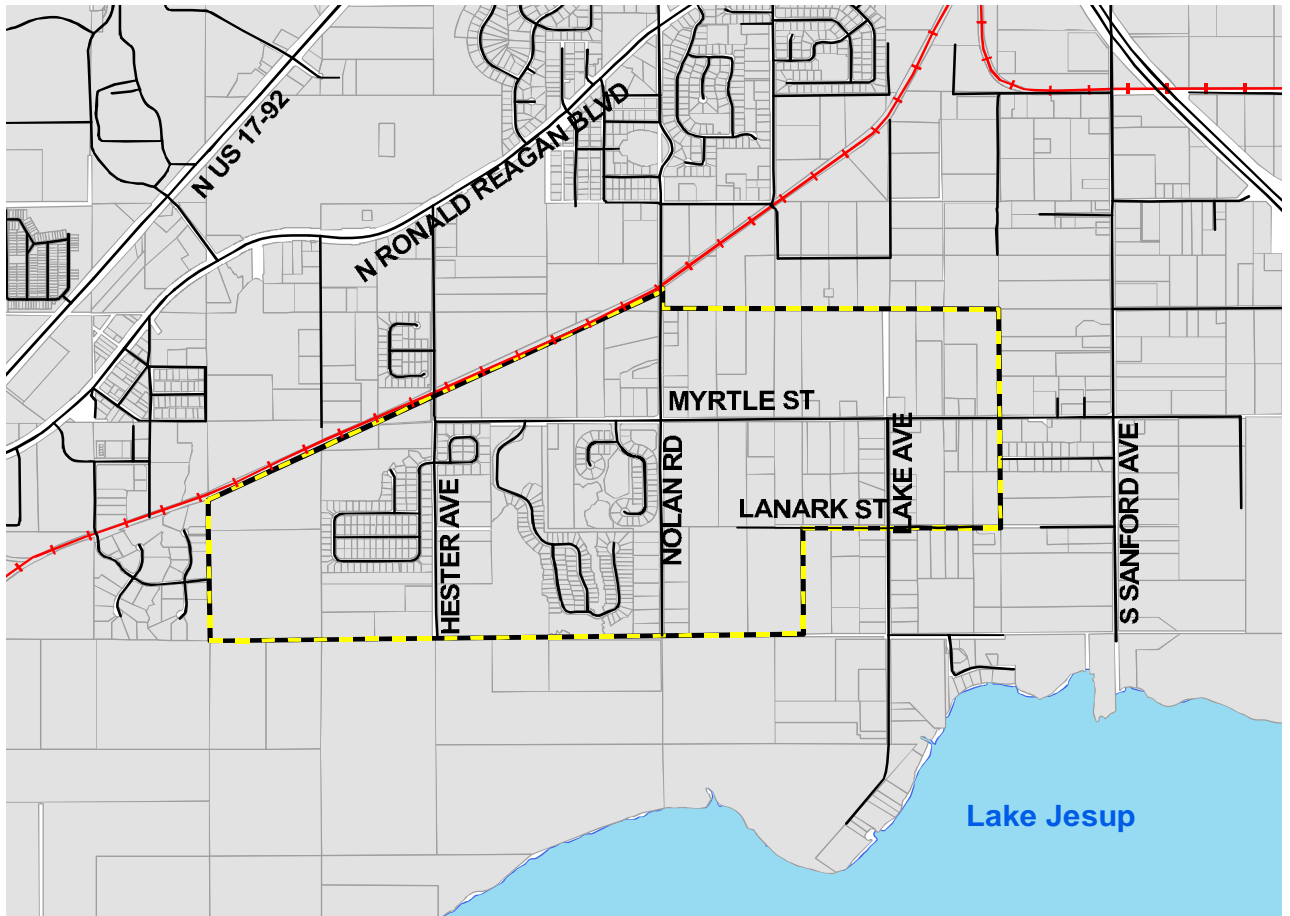 N US 17-92
N RONALD REAGAN BLVD
MYRTLE ST
LAKE AVE
NOLAN RD
S SANFORD AVE
HESTER AVE
LANARK ST
Lake Jesup